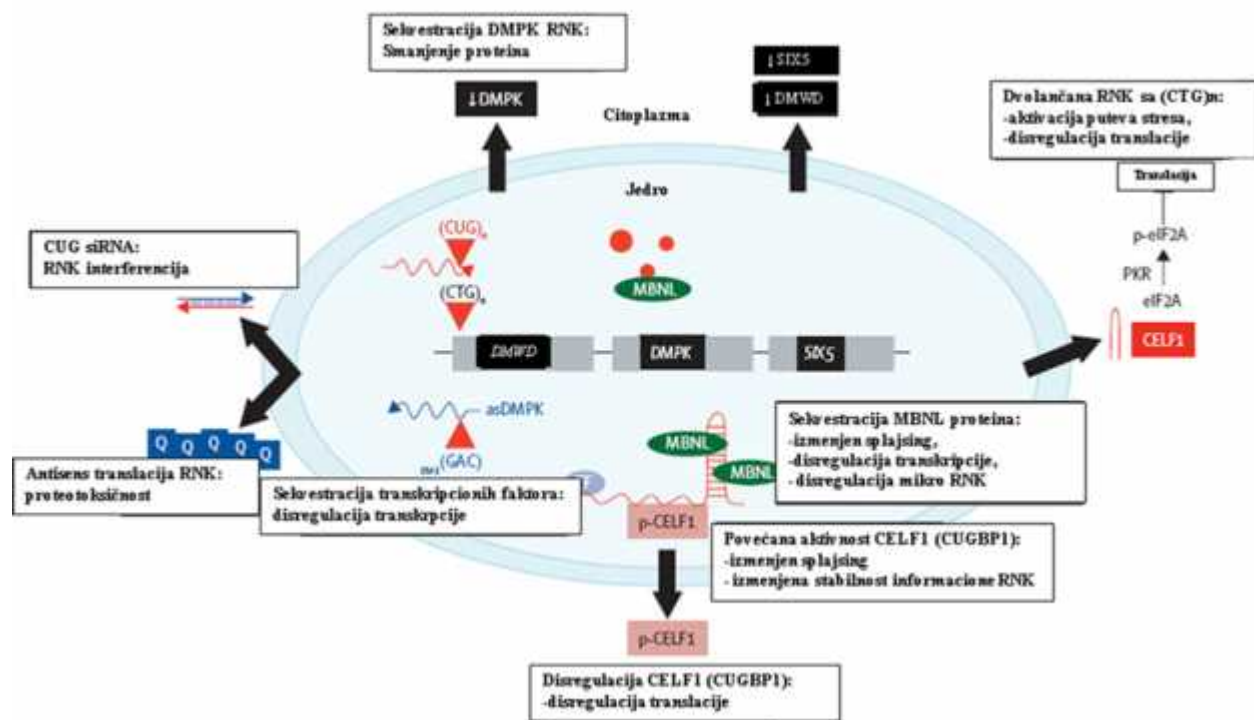 Sekvestracija DMPK RNK:
Smanjenje proteina
↓DMPK
↓SIX5
↓DMWD
Citoplazma
Dvolančana RNK sa (CTG)n:
-aktivacija puteva stresa,
-disregulacija translacije
Translacija
p-eIF2A
PKR
eIF2A
CELF1
Jedro
CUG siRNA:
RNK interferencija
(CUG)n
(CTG)n
MBNL
DMWD
DMPK
SIX5
asDMPK
(GAC)
Q Q Q Q Q
Antisens translacija RNK:
proteotoksičnost
Sekvestracija transkripcionih faktora:
disregulacija transkrpcije
MBNL
MBNL
Sekvestracija MBNL proteina:
-izmenjen splajsing,
-disregulacija transkripcije,
-disregulacija mikro RNK
p-CELF1
Povećana aktivnost CELF1 (CUGBP1):
-izmenjen splajsing
- izmenjena stabilnost informacione RNK
p-CELF1
Disregulacija CELF1 (CUGBP1):
-disregulacija translacije